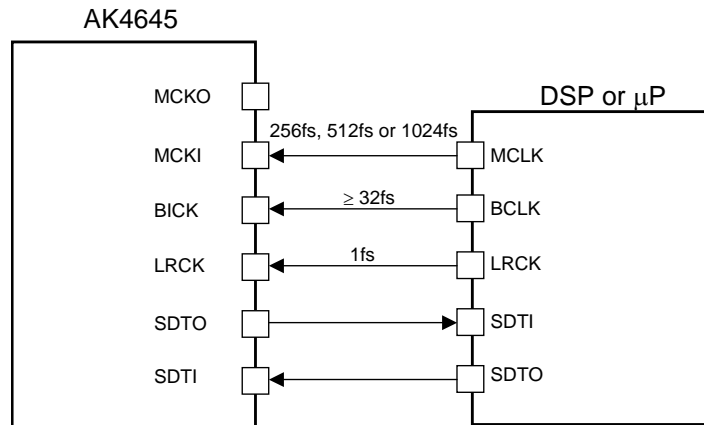 AK4645
DSP or μP
MCKO
256fs, 512fs or 1024fs
MCKI
MCLK
BICK
≥ 32fs
BCLK
LRCK
1fs
LRCK
SDTO
SDTI
SDTI
SDTO